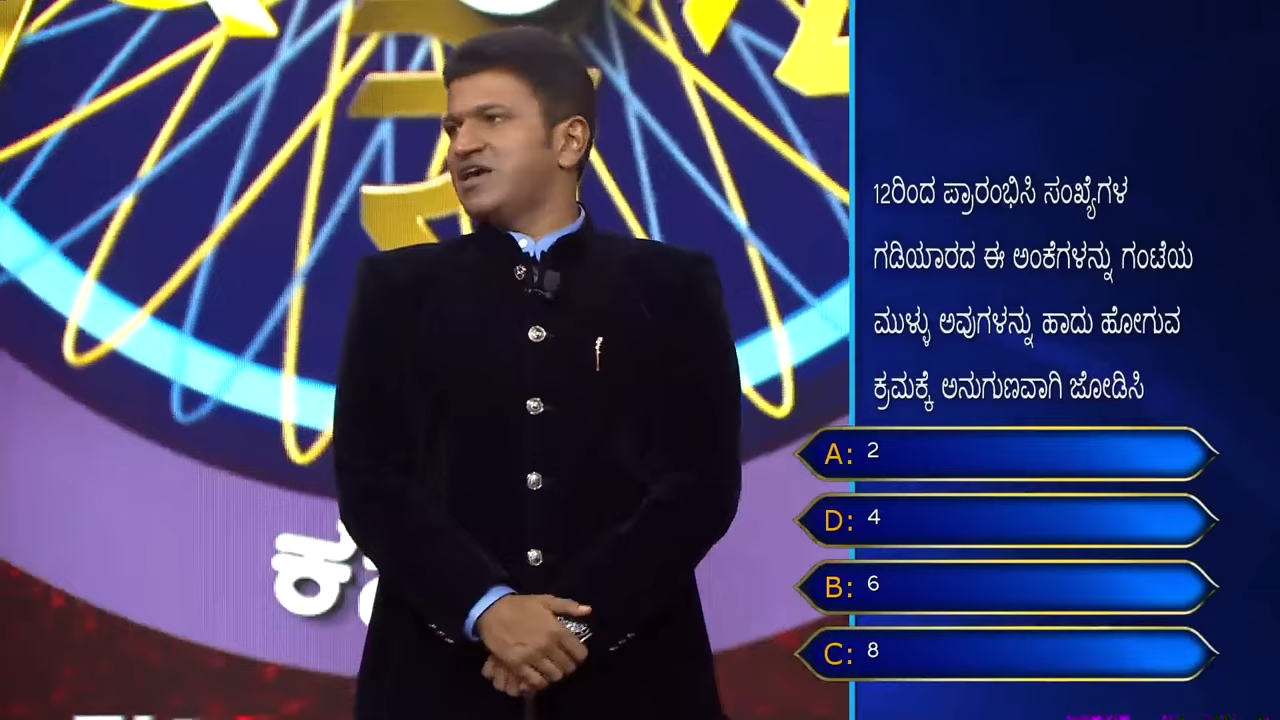 12ರಿಂದ ಪ್ರಾರಂಭಿಸಿ ಸಂಖ್ಯೆಗಳ
ಗಡಿಯಾರದ ಈ ಅಂಕೆಗಳನ್ನು ಗಂಟೆಯ
ಮುಳ್ಳು ಅವುಗಳನ್ನು ಹಾದು ಹೋಗುವ
ಕ್ರಮಕ್ಕೆ ಅನುಗುಣವಾಗಿ ಜೋಡಿಸಿ
A: 2
D: 4
B: 6
C: 8